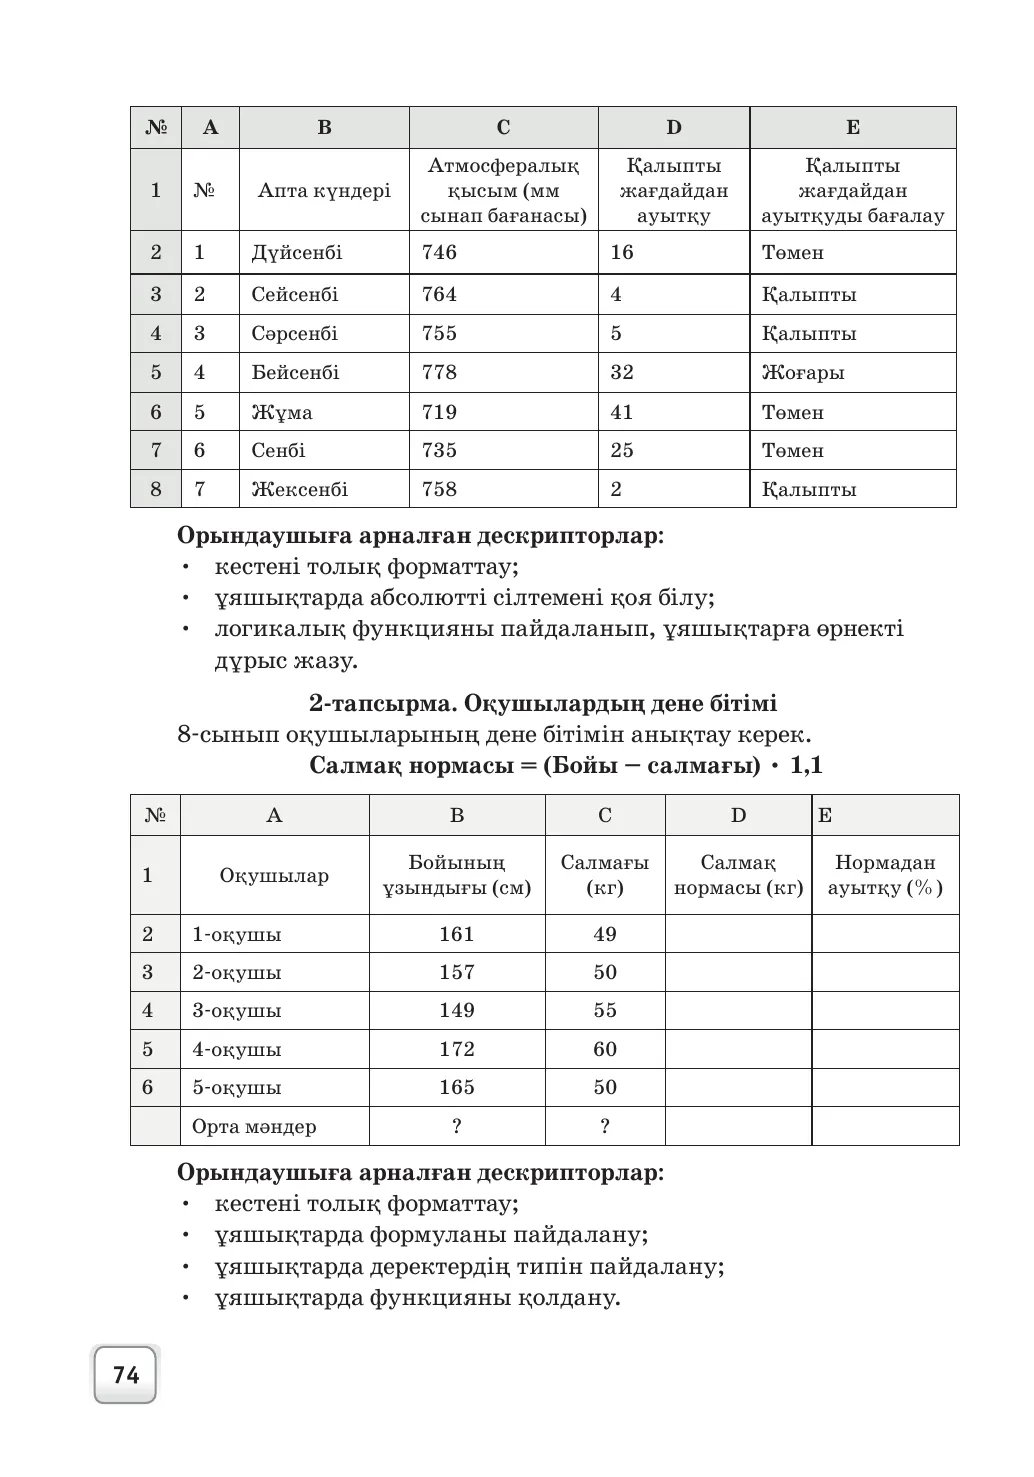 № A B C D E
1 № Апта күндері Атмосфералық қысым (мм сынап бағанасы) Қалыпты жағдайдан ауытқу Қалыпты жағдайдан ауытқуды бағалау
2 1 Дүйсенбі 746 16 Төмен
3 2 Сейсенбі 764 4 Қалыпты
4 3 Сәрсенбі 755 5 Қалыпты
5 4 Бейсенбі 778 32 Жоғары
6 5 Жұма 719 41 Төмен
7 6 Сенбі 735 25 Төмен
8 7 Жексенбі 758 2 Қалыпты
Орындаушыға арналған дескрипторлар:
• кестені толық форматтау;
• ұяшықтарда абсолютті сілтемені қоя білу;
• логикалық функцияны пайдаланып, ұяшықтарға өрнекті
дұрыс жазу.
2-тапсырма. Оқушылардың дене бітімі
8-сынып оқушыларының дене бітімін анықтау керек.
Салмақ нормасы = (Бойы – салмағы) · 1,1
№ A B C D E
1 Оқушылар Бойының ұзындығы (см) Салмағы (кг) Салмақ нормасы (кг) Нормадан ауытқу (% )
2 1-оқушы 161 49
3 2-оқушы 157 50
4 3-оқушы 149 55
5 4-оқушы 172 60
6 5-оқушы 165 50
Орта мәндер ? ?
Орындаушыға арналған дескрипторлар:
• кестені толық форматтау;
• ұяшықтарда формуланы пайдалану;
• ұяшықтарда деректердің типін пайдалану;
• ұяшықтарда функцияны қолдану.
74